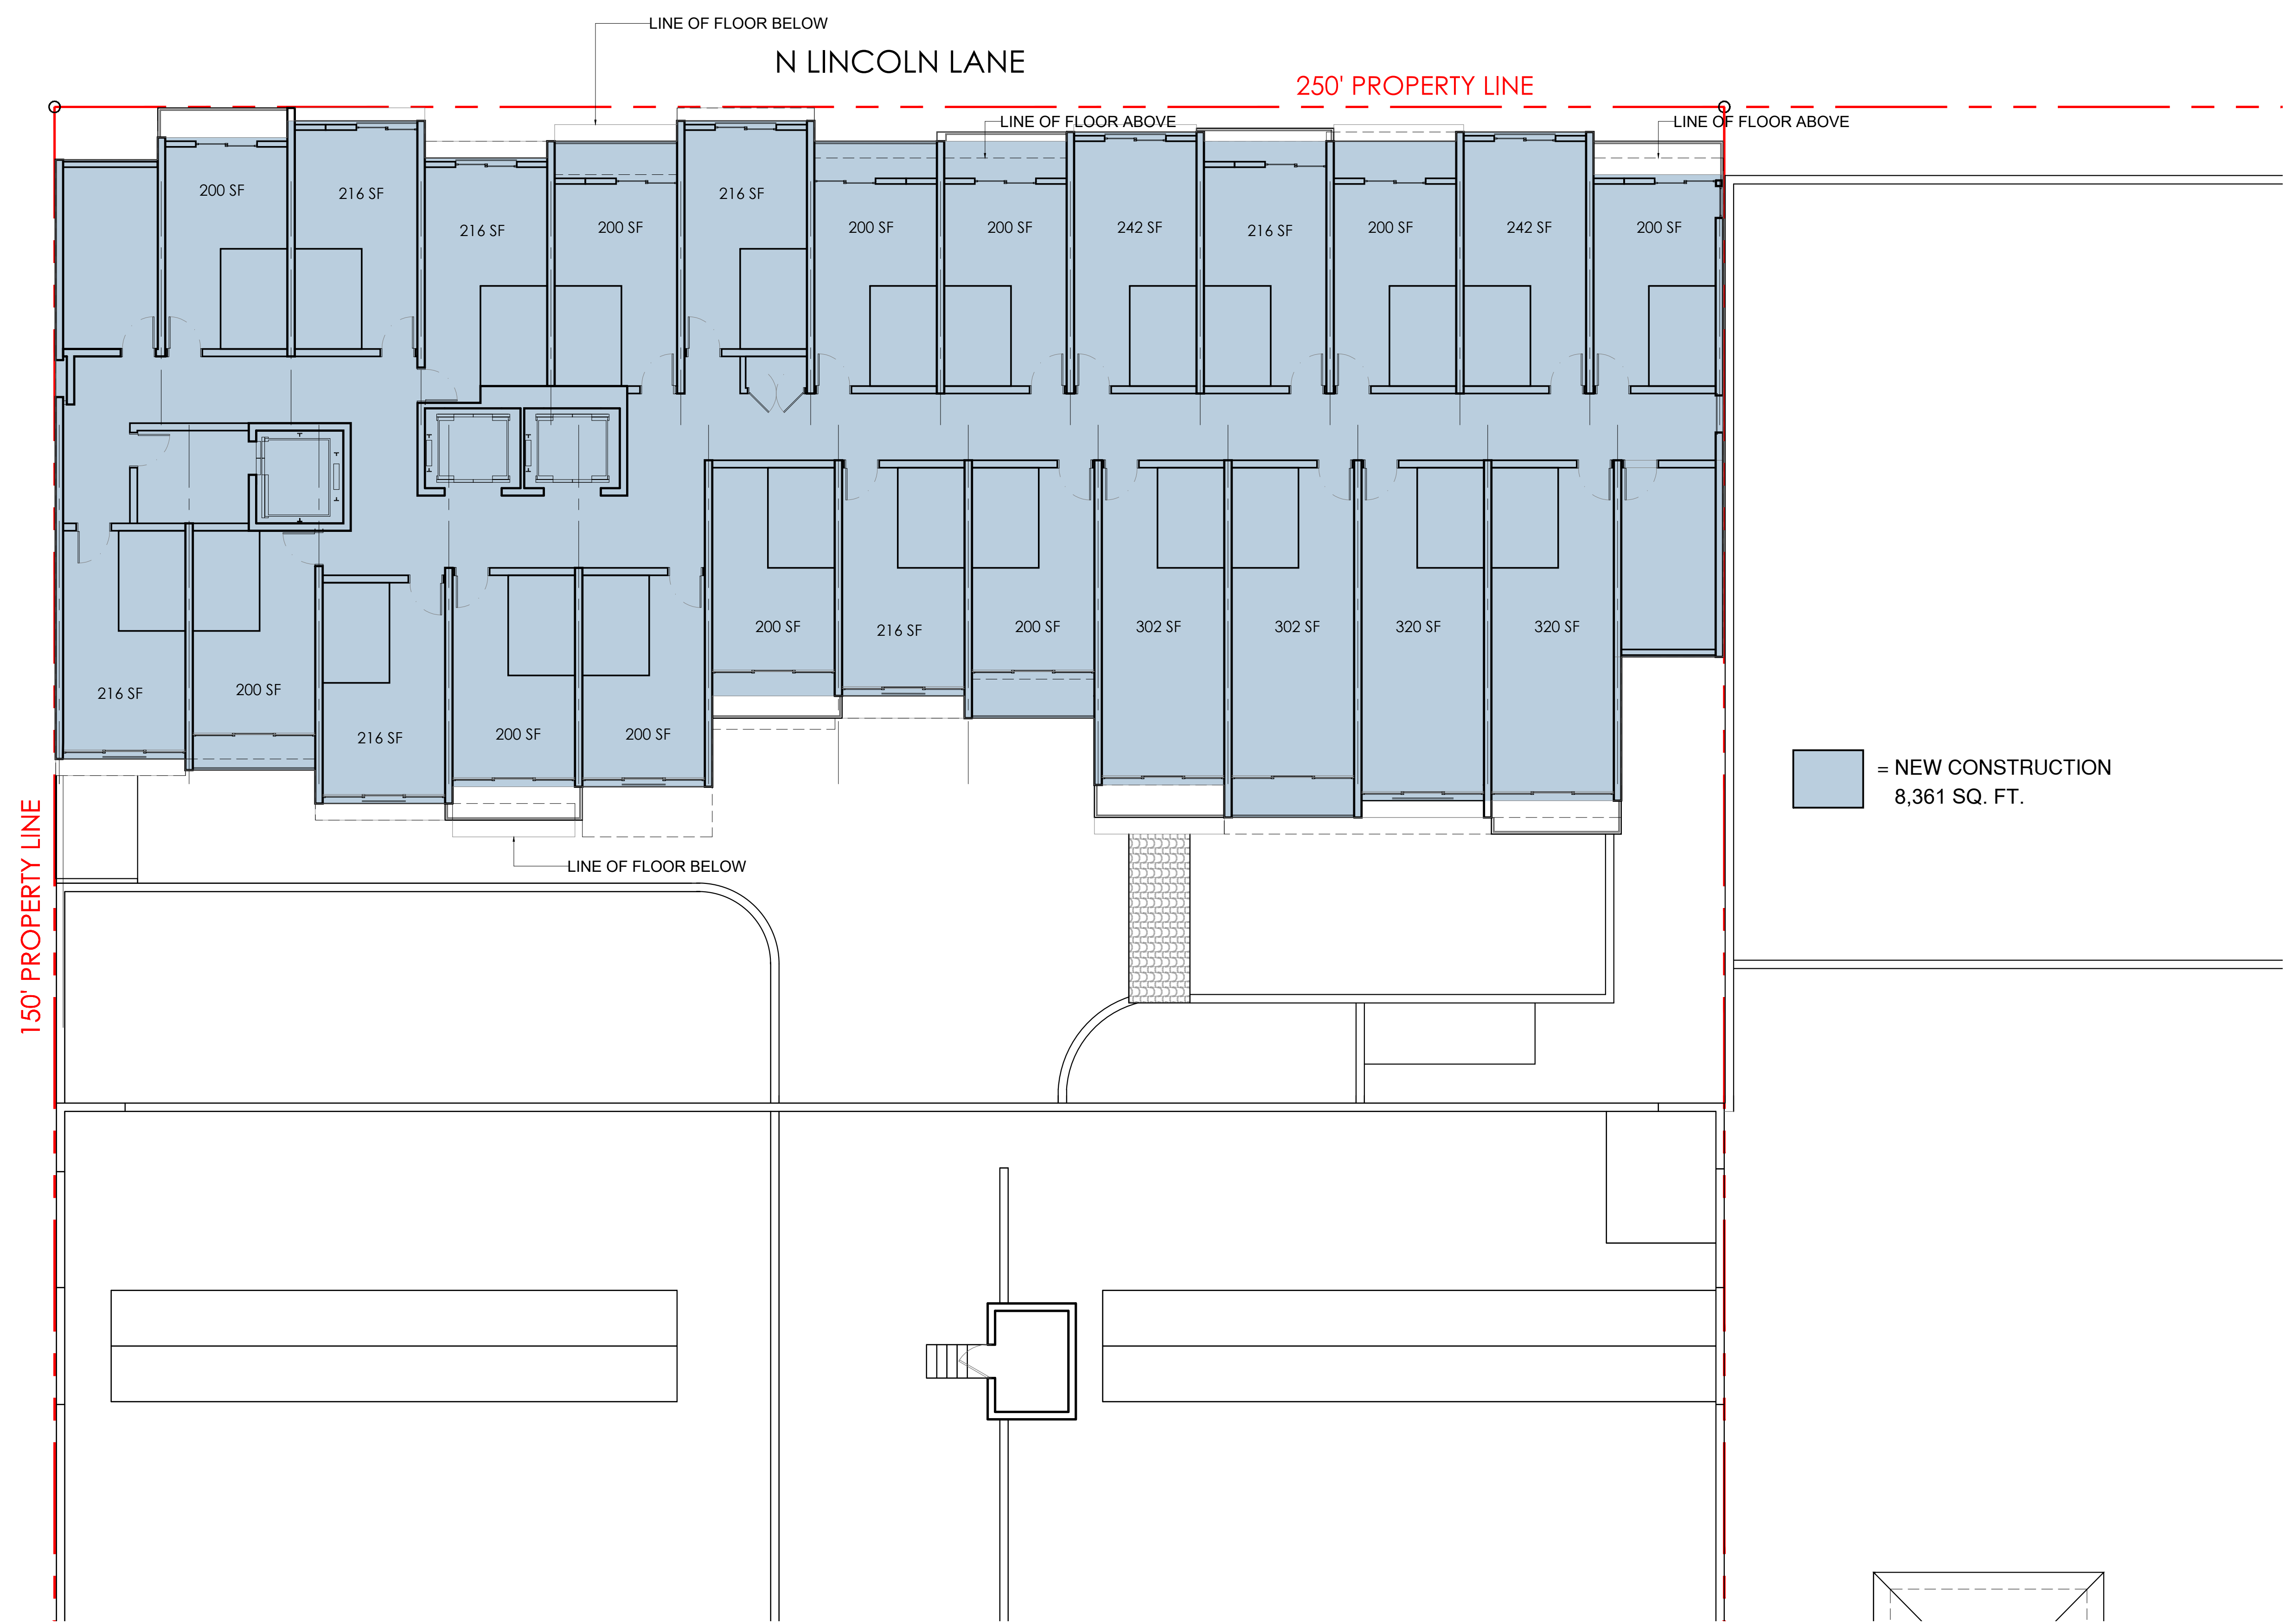 LINE OF FLOOR BELOW
N LINCOLN LANE
250' PROPERTY LINE
LINE OF FLOOR ABOVE
LINE OF FLOOR ABOVE
200 SF
216 SF
216 SF
200 SF
216 SF
200 SF
200 SF
242 SF
216 SF
200 SF
242 SF
200 SF
216 SF
200 SF
216 SF
200 SF
200 SF
200 SF
216 SF
200 SF
302 SF
302 SF
320 SF
320 SF
= NEW CONSTRUCTION
8,361 SQ. FT.
LINE OF FLOOR BELOW
150' PROPERTY LINE